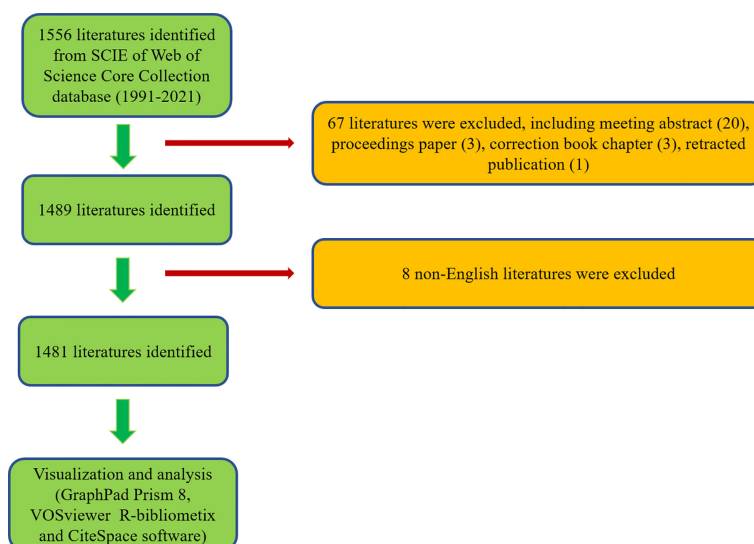 1556 literatures identified
from SCIE of Web of
Science Core Collection
database (1991-2021)
67 literatures were excluded, including meeting abstract (20),
proceedings paper (3), correction book chapter (3), retracted
publication (1)
1489 literatures identified
8 non-English literatures were excluded
1481 literatures identified
Visualization and analysis
(GraphPad Prism 8,
VOSviewer R-bibliometix
and CiteSpace software)